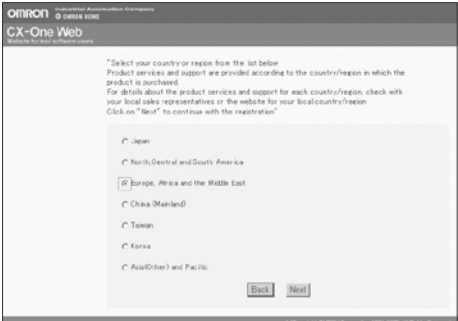 OMRON Industrial Automation Company
OMRON HOME
CX-One Web
Website for tool software users
"Select your country or region from the list below
Product services and support are provided according to the country/region in which the
product is purchased.
For details about the product services and support for each country/region, check with
your local sales representatives or the website for your local country/region
Click on "Next" to continue with the registration"
Japan
North,Central and South America
Europe, Africa and the Middle East
China (Mainland)
Taiwan
Korea
Asia(Other) and Pacific
Back Next